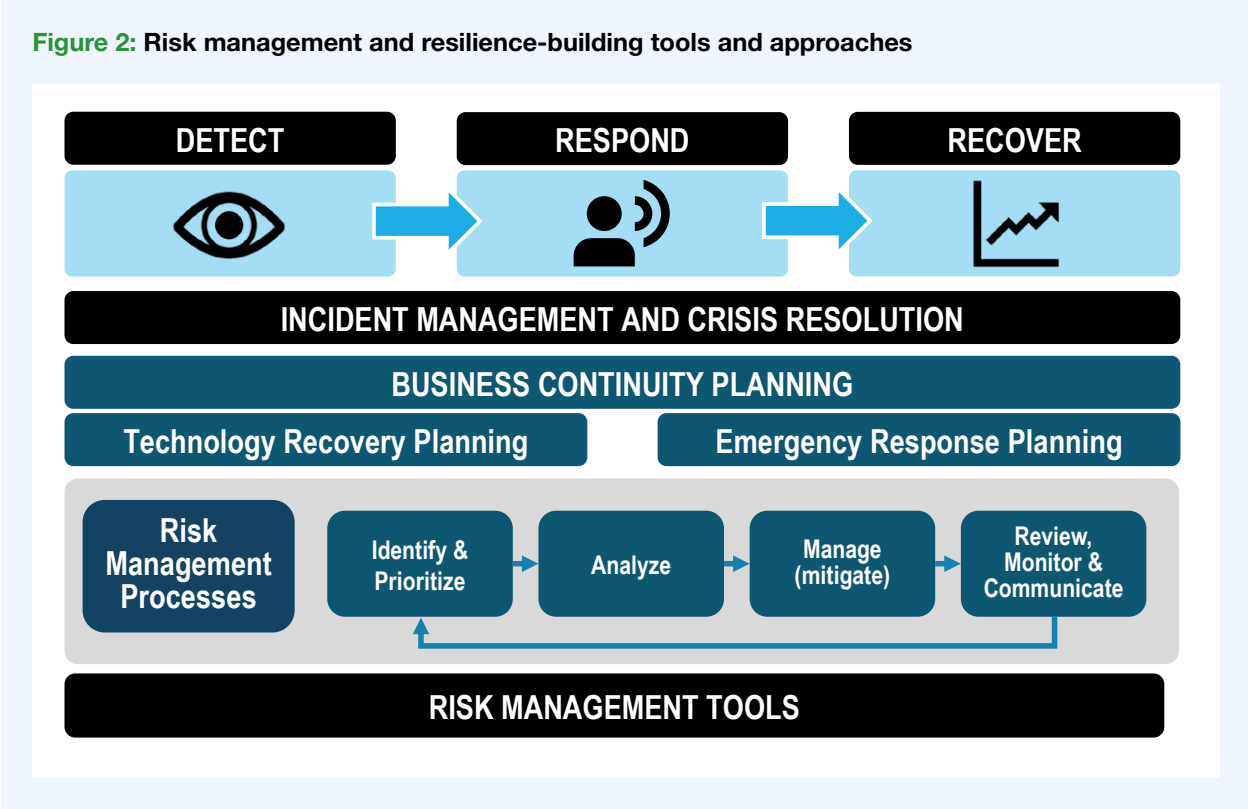 Figure 2: Risk management and resilience-building tools and approaches
DETECT
RESPOND
RECOVER
INCIDENT MANAGEMENT AND CRISIS RESOLUTION
BUSINESS CONTINUITY PLANNING
Technology Recovery Planning
Emergency Response Planning
Risk
Management
Processes
Identify &
Prioritize
Analyze
Manage
(mitigate)
Review,
Monitor &
Communicate
RISK MANAGEMENT TOOLS